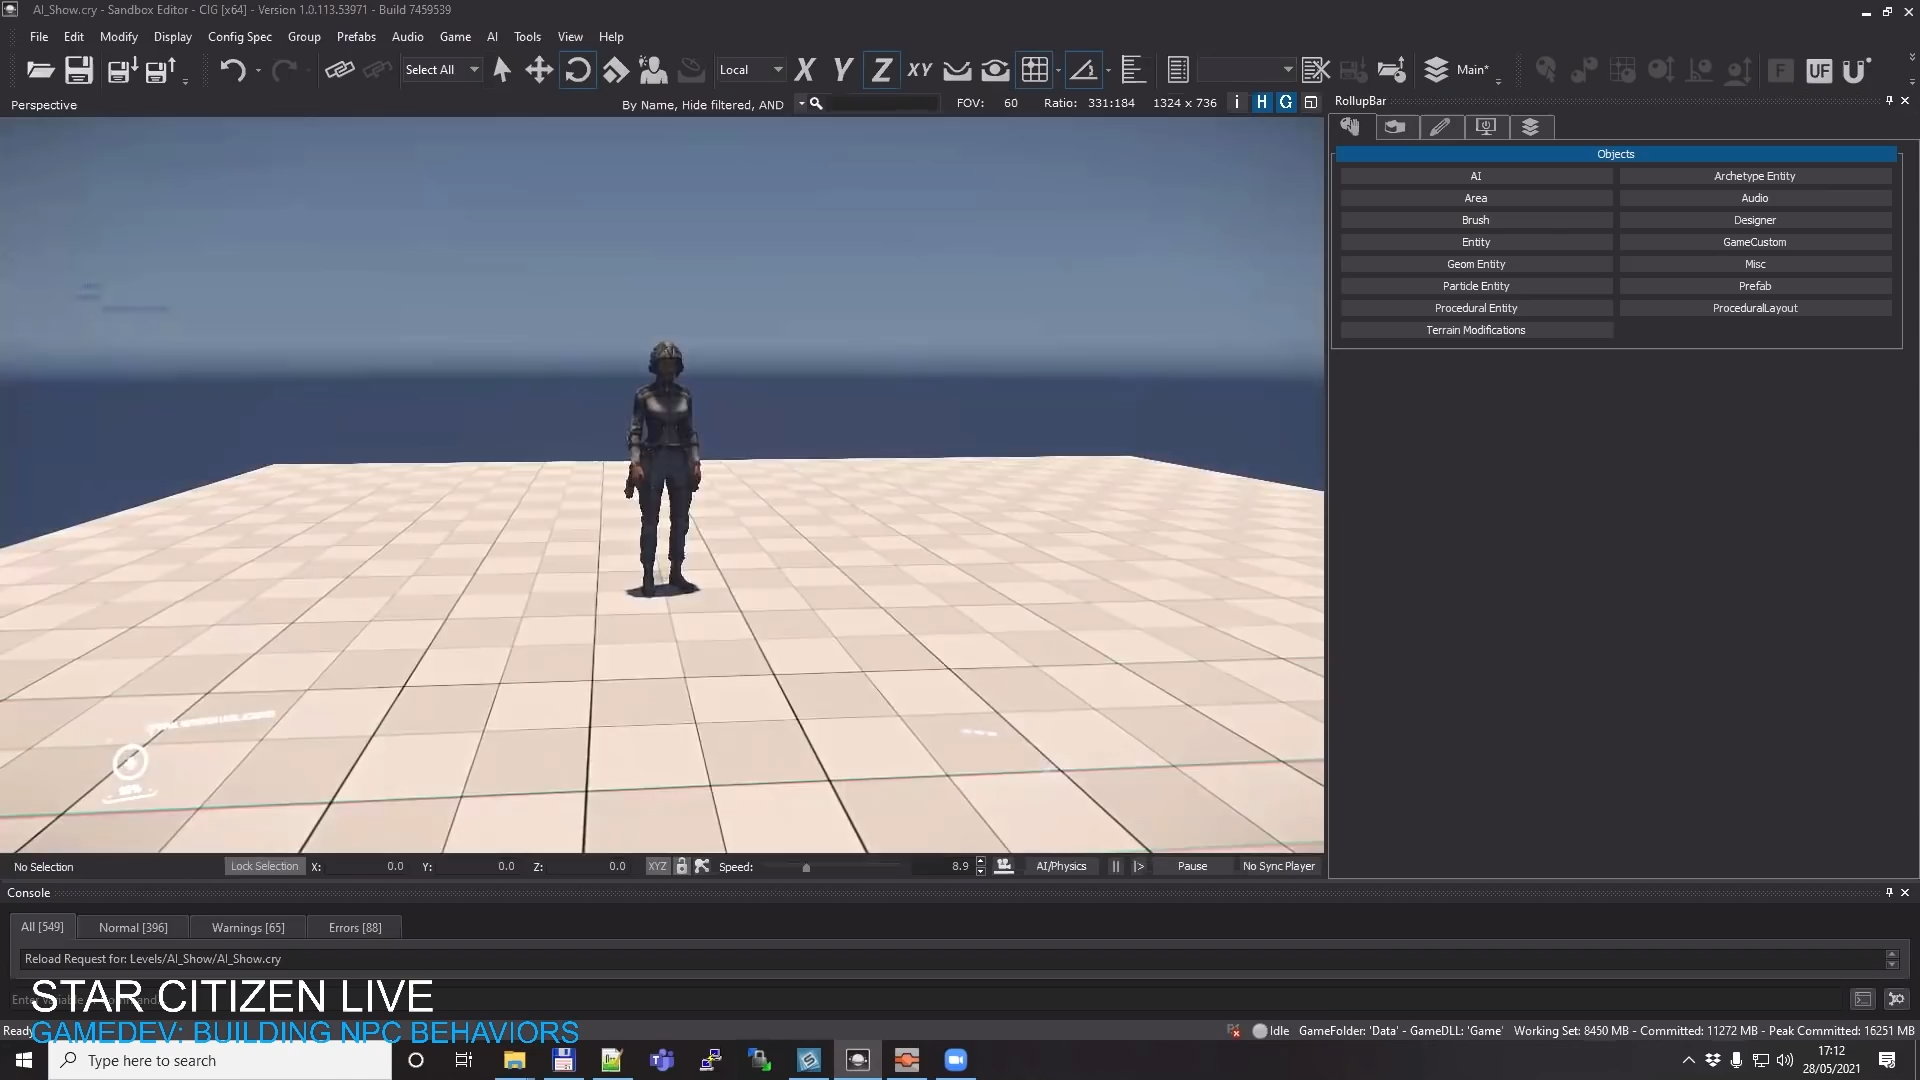 AI_Show.cry - Sandbox Editor - CIG [x64] - Version 1.0.113.53971 - Build 7459539
File Edit Modify Display Config Spec Group Prefabs Audio Game AI Tools View Help
Select All Local X Y Z XY Main* F UF
Perspective By Name, Hide filtered, AND FOV: 60 Ratio: 331:184 1324 x 736 i H G
RollupBar
Objects
AI Archetype Entity
Area Audio
Brush Designer
Entity GameCustom
Geom Entity Misc
Particle Entity Prefab
Procedural Entity ProceduralLayout
Terrain Modifications
No Selection Lock Selection X: 0.0 Y: 0.0 Z: 0.0 XYZ Speed: 8.9 AI/Physics Pause No Sync Player
Console
All [549] Normal [396] Warnings [65] Errors [88]
Reload Request for: Levels/AI_Show/AI_Show.cry
STAR CITIZEN LIVE
GAMEDEV: BUILDING NPC BEHAVIORS
Ready Idle GameFolder: 'Data' - GameDLL: 'Game' Working Set: 8450 MB - Committed: 11272 MB - Peak Committed: 16251 MB
Type here to search
17:12
28/05/2021